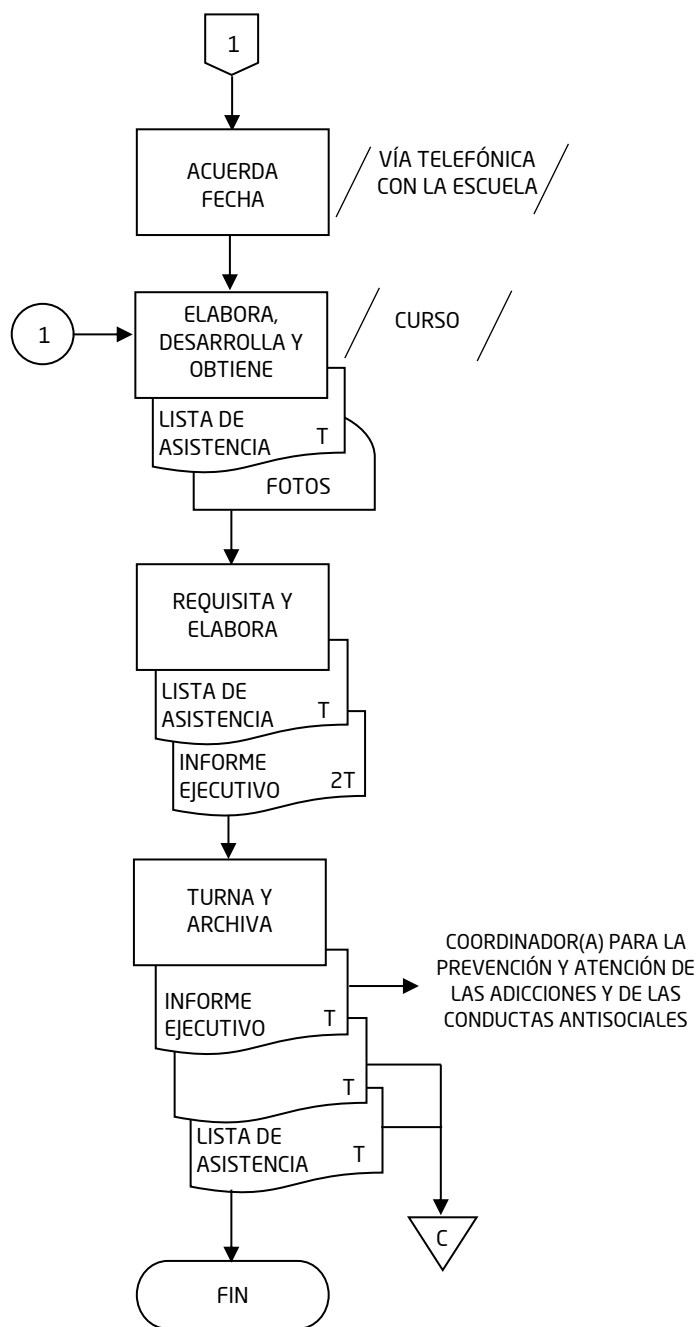 1
ACUERDA
FECHA
VÍA TELEFÓNICA
CON LA ESCUELA
1
ELABORA,
DESARROLLA Y
OBTIENE
CURSO
LISTA DE
ASISTENCIA T
FOTOS
REQUISITA Y
ELABORA
LISTA DE
ASISTENCIA T
INFORME
EJECUTIVO 2T
TURNA Y
ARCHIVA
INFORME
EJECUTIVO T
COORDINADOR(A) PARA LA
PREVENCIÓN Y ATENCIÓN DE
LAS ADICCIONES Y DE LAS
CONDUCTAS ANTISOCIALES
T
LISTA DE
ASISTENCIA T
C
FIN